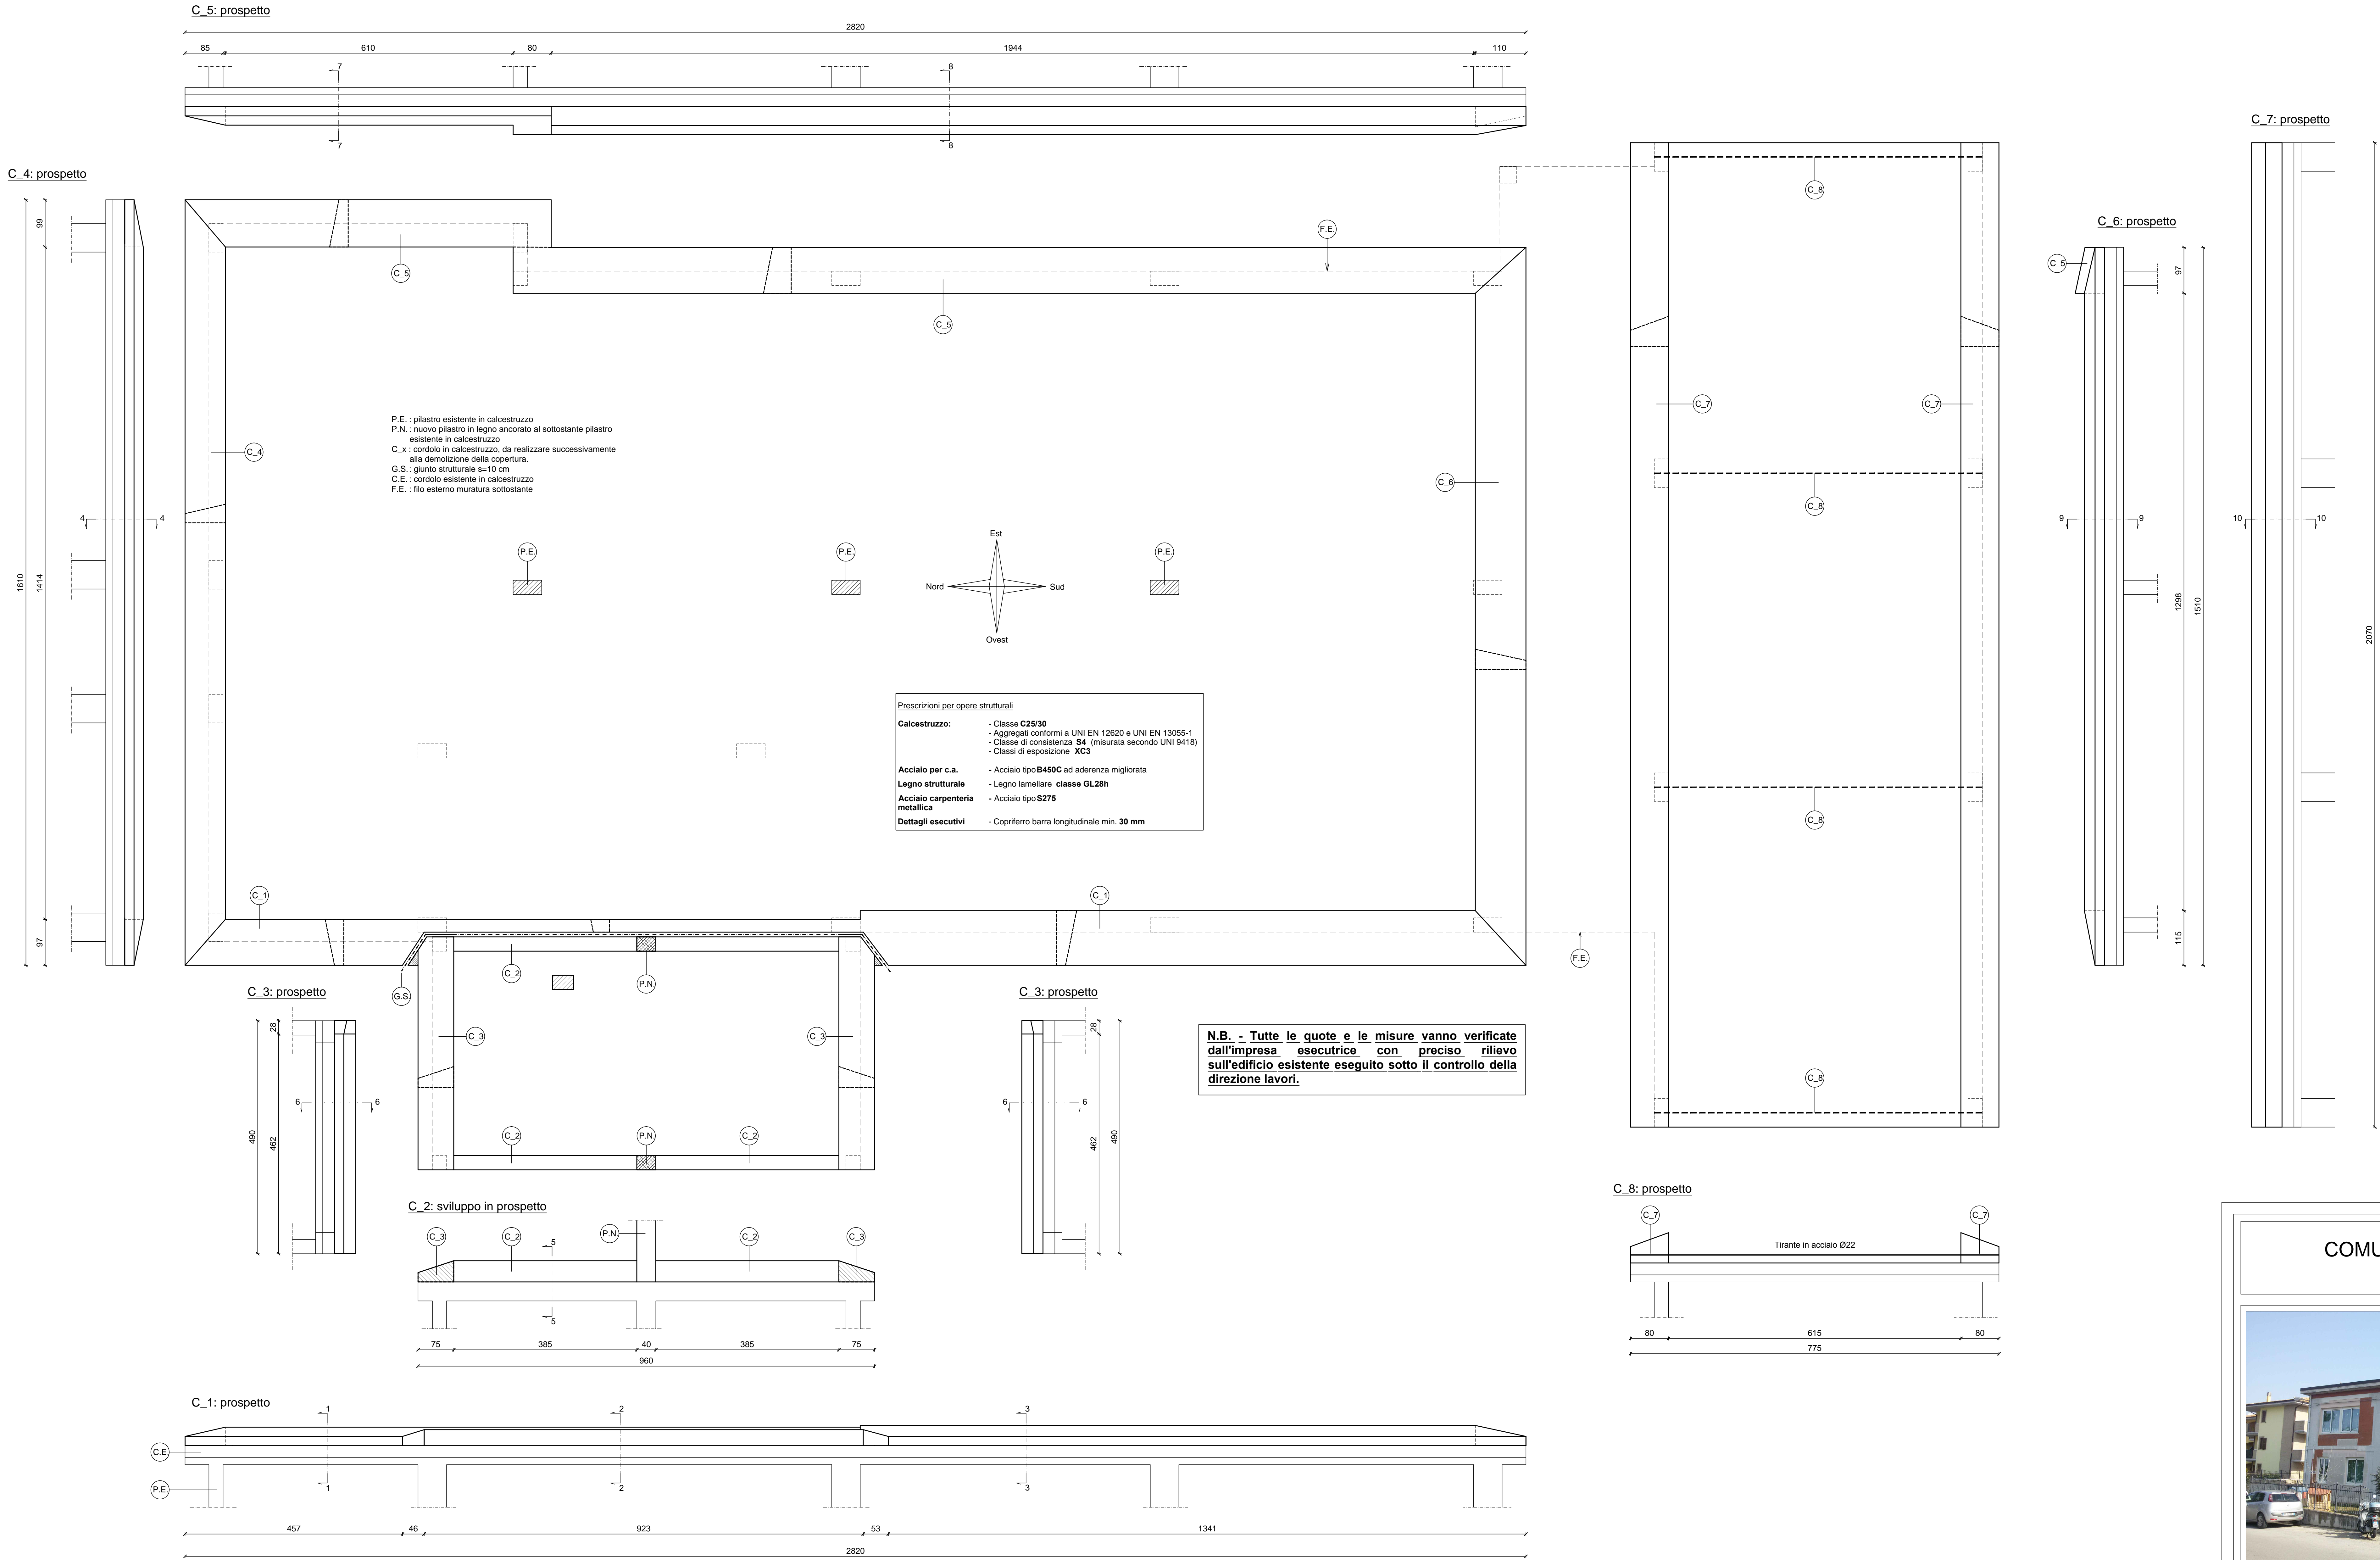 C_5: prospetto
2820
85
610
80
1944
110
7
8
7
8
C_7: prospetto
C_4: prospetto
C_6: prospetto
C_8
C_5
F.E.
C_5
C_5
99
97
C_4
C_7
C_7
C_6
P.E. : pilastro esistente in calcestruzzo
P.N. : nuovo pilastro in legno ancorato al sottostante pilastro
esistente in calcestruzzo
C_x : cordolo in calcestruzzo, da realizzare successivamente
alla demolizione della copertura.
G.S. : giunto strutturale s=10 cm
C.E. : cordolo esistente in calcestruzzo
F.E. : filo esterno muratura sottostante
4
4
C_8
9
9
10
10
P.E.
P.E.
P.E.
Est
Nord
Sud
Ovest
1610
1414
1298
1510
2070
Prescrizioni per opere strutturali
Calcestruzzo: - Classe C25/30
- Aggregati conformi a UNI EN 12620 e UNI EN 13055-1
- Classe di consistenza S4 (misurata secondo UNI 9418)
- Classi di esposizione XC3
Acciaio per c.a. - Acciaio tipo B450C ad aderenza migliorata
Legno strutturale - Legno lamellare classe GL28h
Acciaio carpenteria - Acciaio tipo S275
metallica
Dettagli esecutivi - Copriferro barra longitudinale min. 30 mm
C_8
C_1
C_1
97
115
C_2
P.N.
G.S.
F.E.
C_3: prospetto
C_3: prospetto
28
28
C_3
C_3
N.B. - Tutte le quote e le misure vanno verificate
dall'impresa esecutrice con preciso rilievo
sull'edificio esistente eseguito sotto il controllo della
direzione lavori.
C_8
6
6
6
6
490
462
C_2
P.N.
C_2
462
490
C_8: prospetto
C_2: sviluppo in prospetto
C_3
C_2
P.N.
C_2
C_3
5
5
C_7
C_7
Tirante in acciaio Ø22
COMU
75
385
40
385
75
960
80
615
80
775
C_1: prospetto
1
2
3
C.E.
P.E.
1
2
3
457
46
923
53
1341
2820